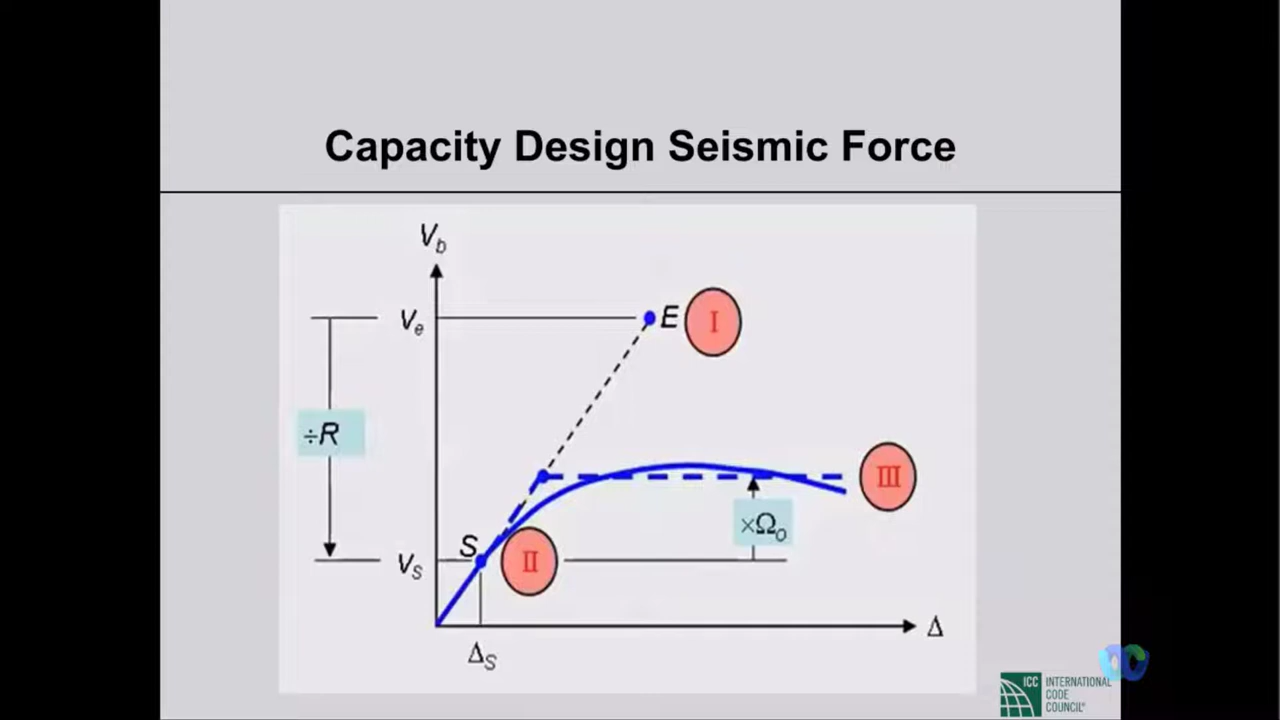 Capacity Design Seismic Force
V_b
V_e
E
I
÷R
III
×Ω_o
S
II
V_S
Δ
Δ_S
ICC
INTERNATIONAL
CODE
COUNCIL®